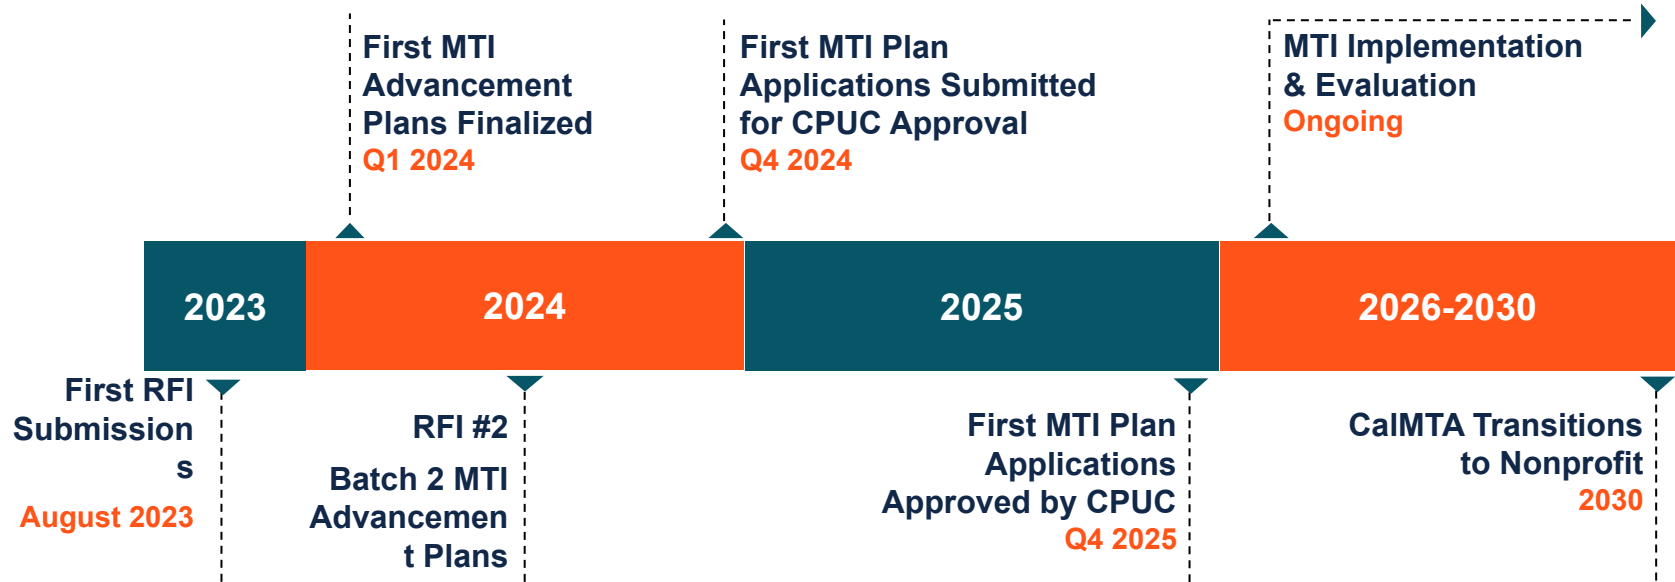 First MTI
Advancement
Plans Finalized
Q1 2024
First MTI Plan
Applications Submitted
for CPUC Approval
Q4 2024
MTI Implementation
& Evaluation
Ongoing
2023
2024
2025
2026-2030
First RFI
Submission
s
August 2023
RFI #2
Batch 2 MTI
Advancemen
t Plans
First MTI Plan
Applications
Approved by CPUC
Q4 2025
CalMTA Transitions
to Nonprofit
2030